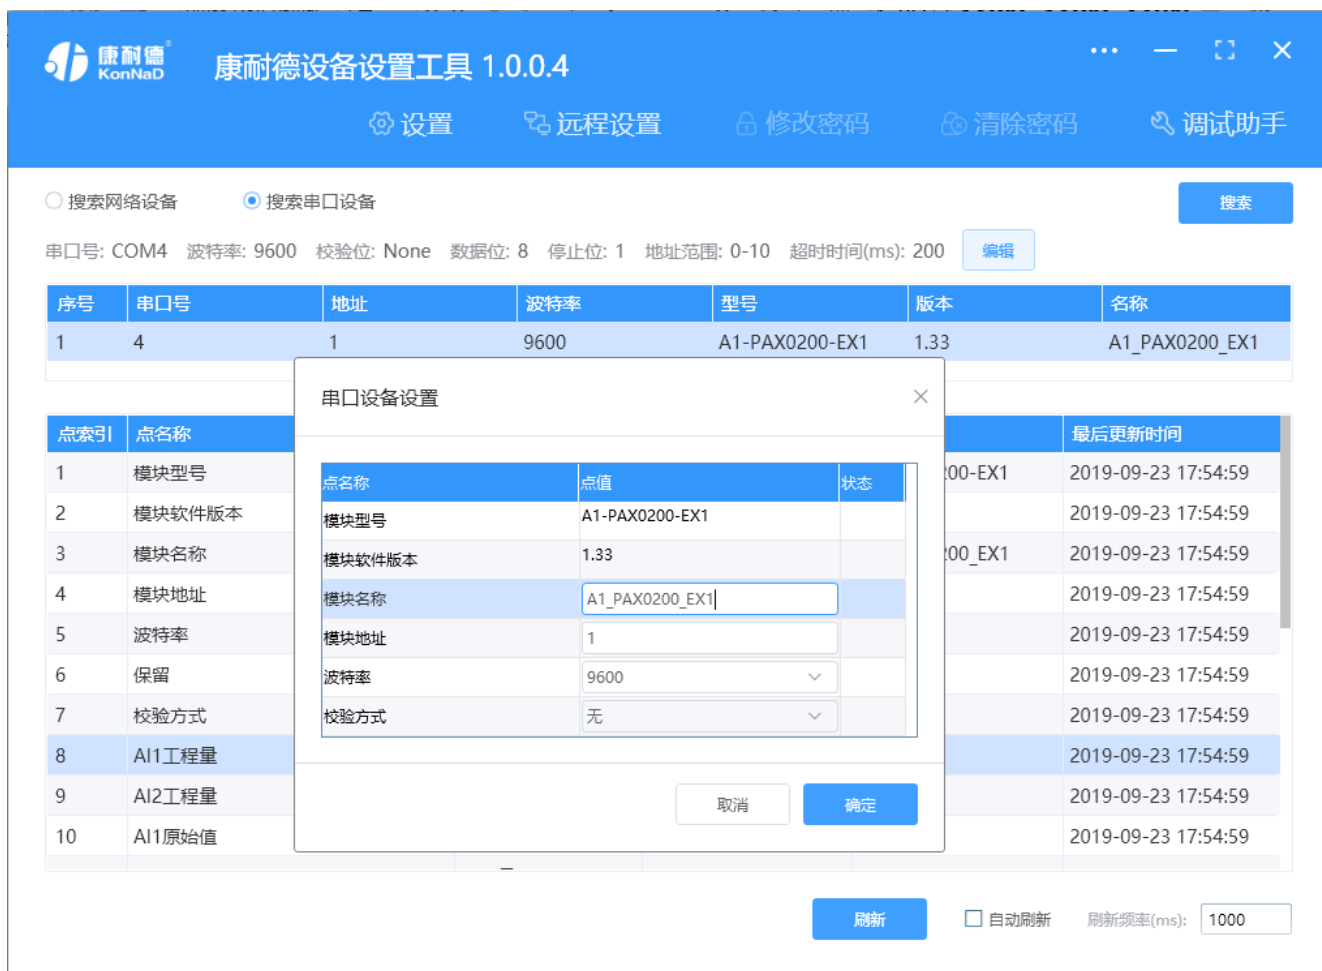 康耐德®
KonNaD
康耐德设备设置工具 1.0.0.4
设置 远程设置 修改密码 清除密码 调试助手
搜索网络设备 搜索串口设备 搜索
串口号: COM4 波特率: 9600 校验位: None 数据位: 8 停止位: 1 地址范围: 0-10 超时时间(ms): 200 编辑
序号 串口号 地址 波特率 型号 版本 名称
1 4 1 9600 A1-PAX0200-EX1 1.33 A1_PAX0200_EX1
串口设备设置
点索引 点名称 最后更新时间
1 模块型号 00-EX1 2019-09-23 17:54:59
2 模块软件版本 2019-09-23 17:54:59
3 模块名称 00_EX1 2019-09-23 17:54:59
4 模块地址 2019-09-23 17:54:59
5 波特率 2019-09-23 17:54:59
6 保留 2019-09-23 17:54:59
7 校验方式 2019-09-23 17:54:59
8 AI1工程量 2019-09-23 17:54:59
9 AI2工程量 2019-09-23 17:54:59
10 AI1原始值 2019-09-23 17:54:59
点名称 点值 状态
模块型号 A1-PAX0200-EX1
模块软件版本 1.33
模块名称 A1_PAX0200_EX1
模块地址 1
波特率 9600
校验方式 无
取消 确定
刷新 自动刷新 刷新频率(ms): 1000